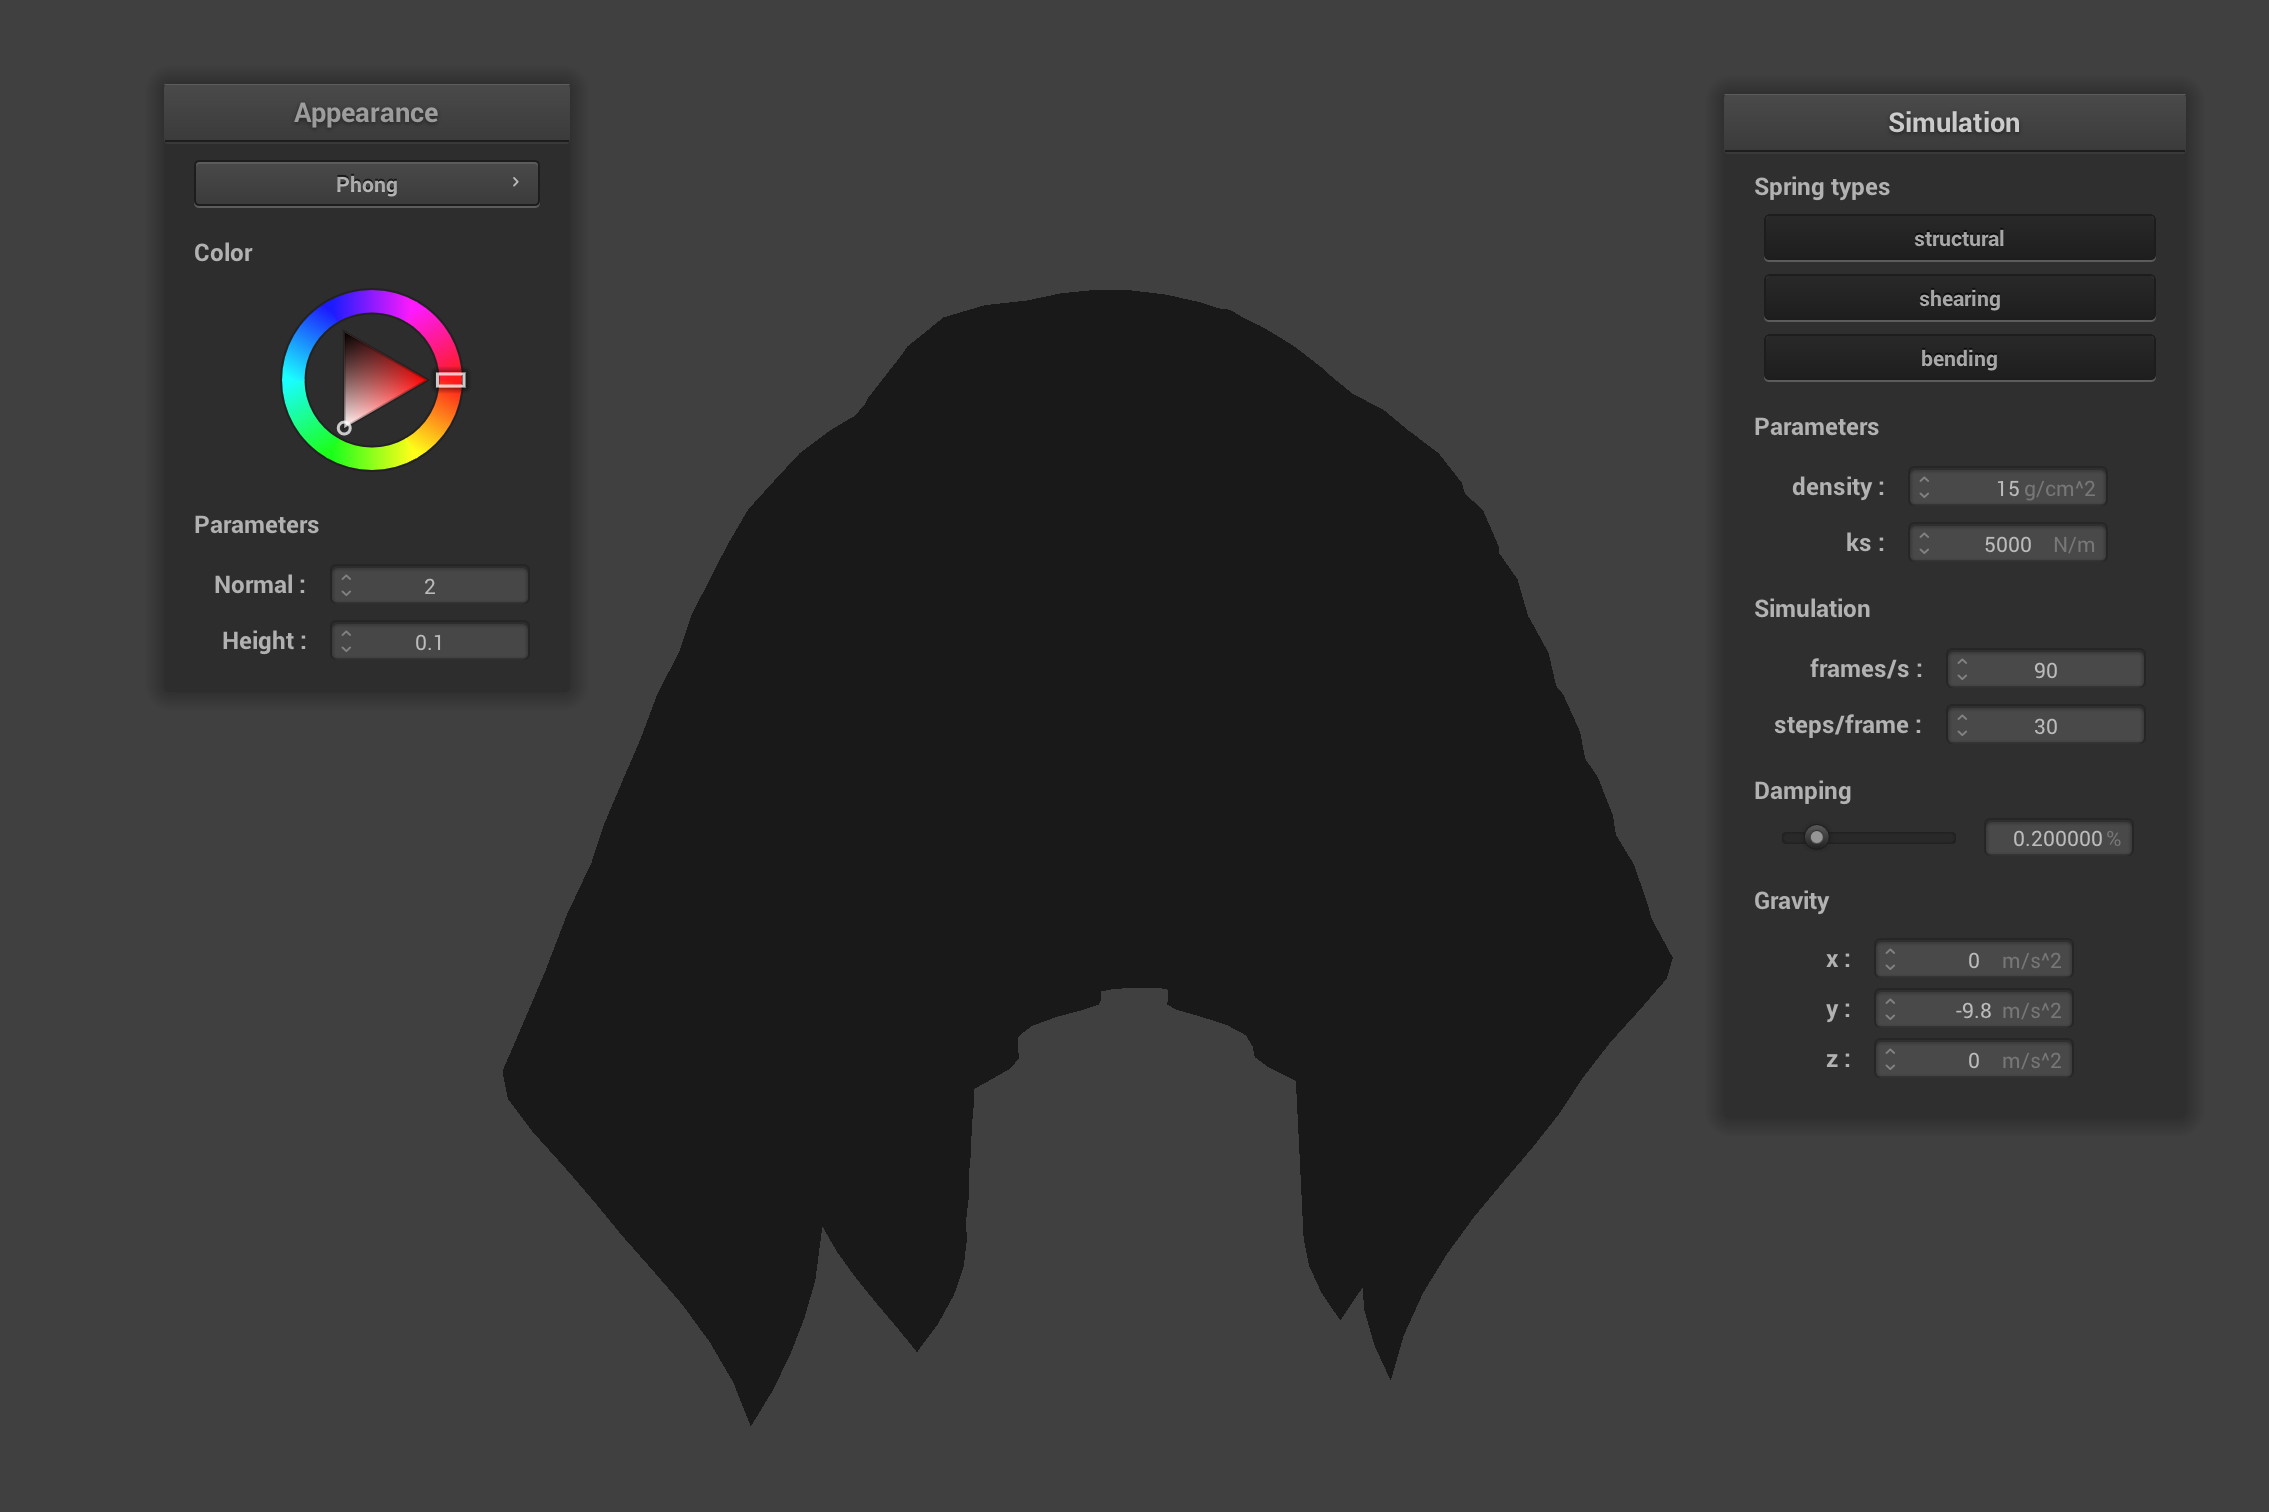 Appearance
Phong
Color
Parameters
Normal : 2
Height : 0.1
Simulation
Spring types
structural
shearing
bending
Parameters
density : 15 g/cm^2
ks : 5000 N/m
Simulation
frames/s : 90
steps/frame : 30
Damping
0.200000 %
Gravity
x : 0 m/s^2
y : -9.8 m/s^2
z : 0 m/s^2